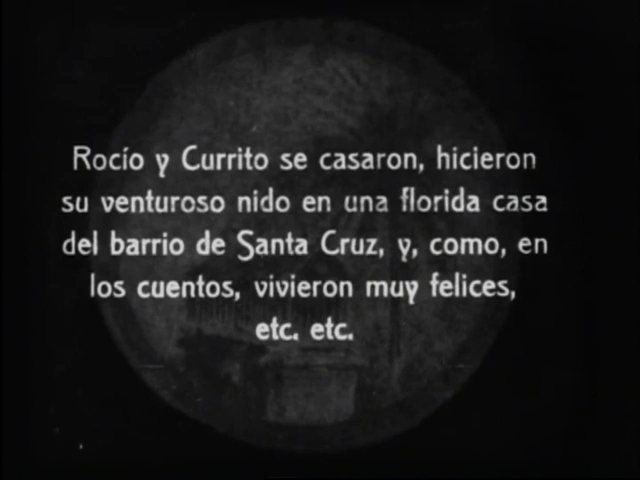 Rocío y Currito se casaron, hicieron
su venturoso nido en una florida casa
del barrio de Santa Cruz, y, como, en
los cuentos, vivieron muy felices,
etc. etc.